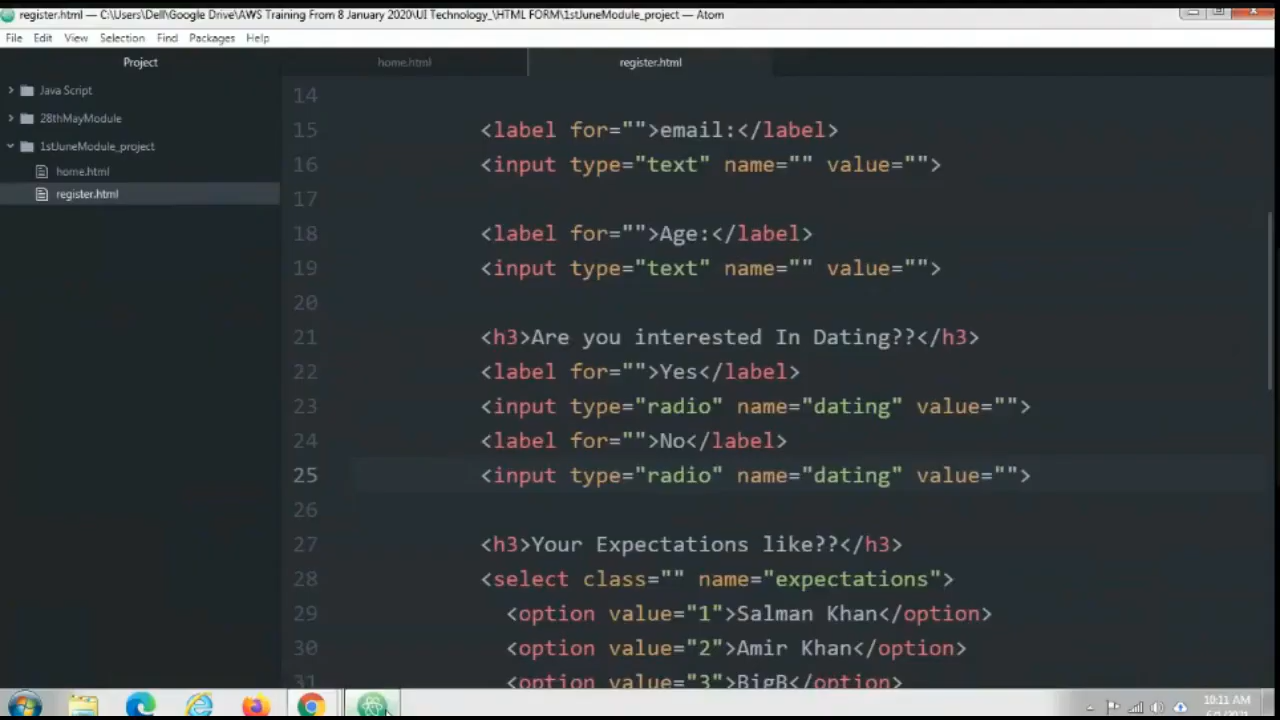 register.html — C:\Users\Dell\Google Drive\AWS Training From 8 January 2020\UI Technology_\HTML FORM\1stJuneModule_project — Atom
File Edit View Selection Find Packages Help
Project
home.html
register.html
Java Script
28thMayModule
1stJuneModule_project
home.html
register.html
14
15 <label for="">email:</label>
16 <input type="text" name="" value="">
17
18 <label for="">Age:</label>
19 <input type="text" name="" value="">
20
21 <h3>Are you interested In Dating??</h3>
22 <label for="">Yes</label>
23 <input type="radio" name="dating" value="">
24 <label for="">No</label>
25 <input type="radio" name="dating" value="">
26
27 <h3>Your Expectations like??</h3>
28 <select class="" name="expectations">
29 <option value="1">Salman Khan</option>
30 <option value="2">Amir Khan</option>
31 <option value="3">BigB</option>
10:11 AM